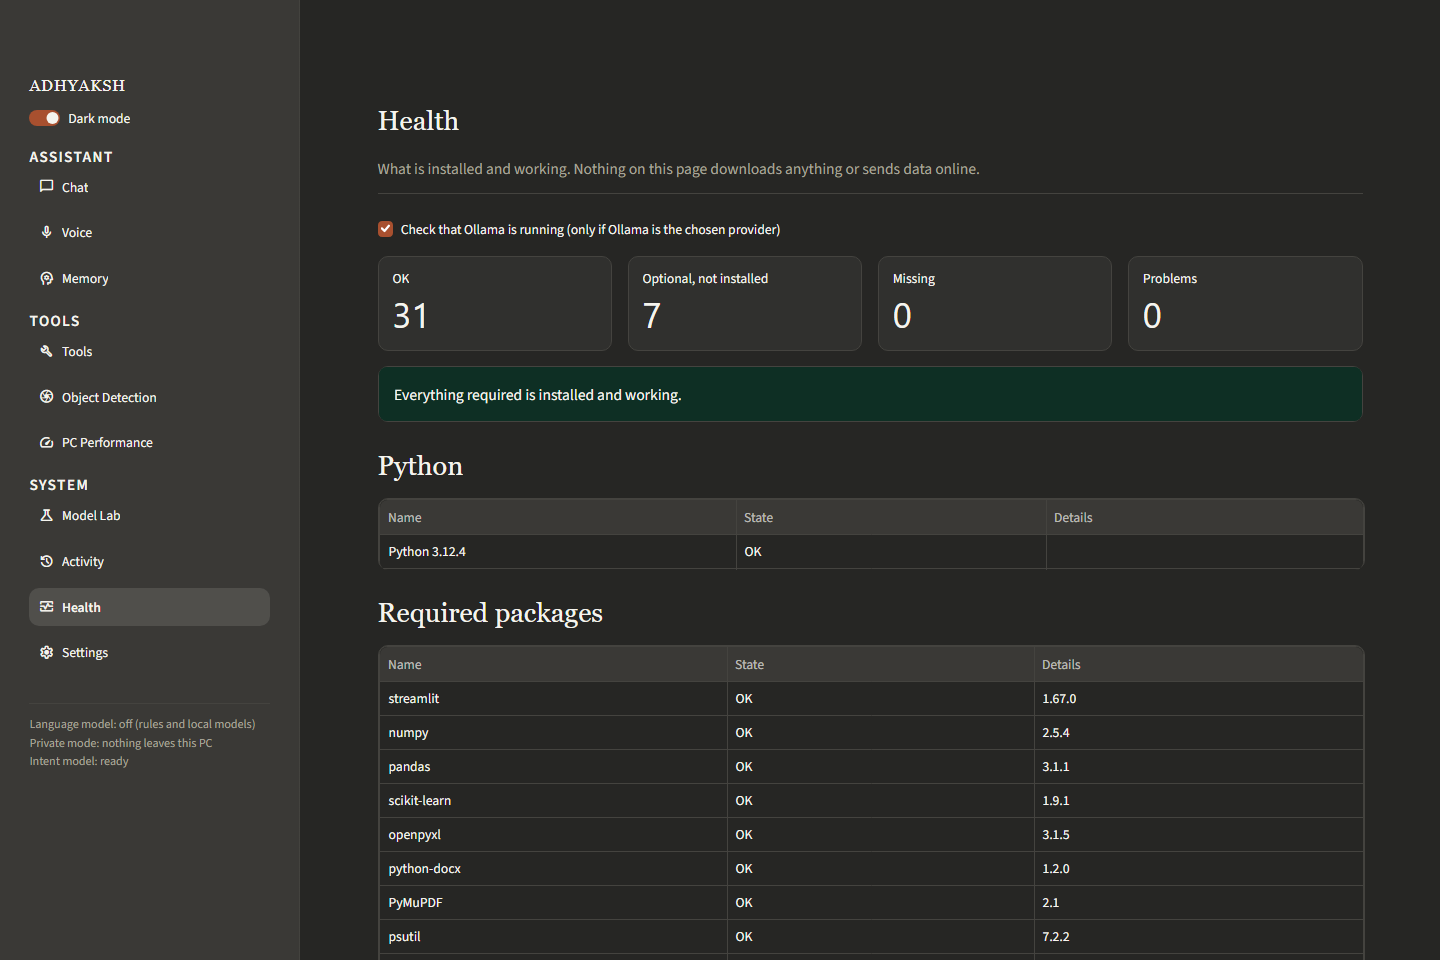 ADHYAKSH
Dark mode
ASSISTANT
Chat
Voice
Memory
TOOLS
Tools
Object Detection
PC Performance
SYSTEM
Model Lab
Activity
Health
Settings
Language model: off (rules and local models)
Private mode: nothing leaves this PC
Intent model: ready
Health
What is installed and working. Nothing on this page downloads anything or sends data online.
Check that Ollama is running (only if Ollama is the chosen provider)
OK
31
Optional, not installed
7
Missing
0
Problems
0
Everything required is installed and working.
Python
Name State Details
Python 3.12.4 OK
Required packages
Name State Details
streamlit OK 1.67.0
numpy OK 2.5.4
pandas OK 3.1.1
scikit-learn OK 1.9.1
openpyxl OK 3.1.5
python-docx OK 1.2.0
PyMuPDF OK 2.1
psutil OK 7.2.2